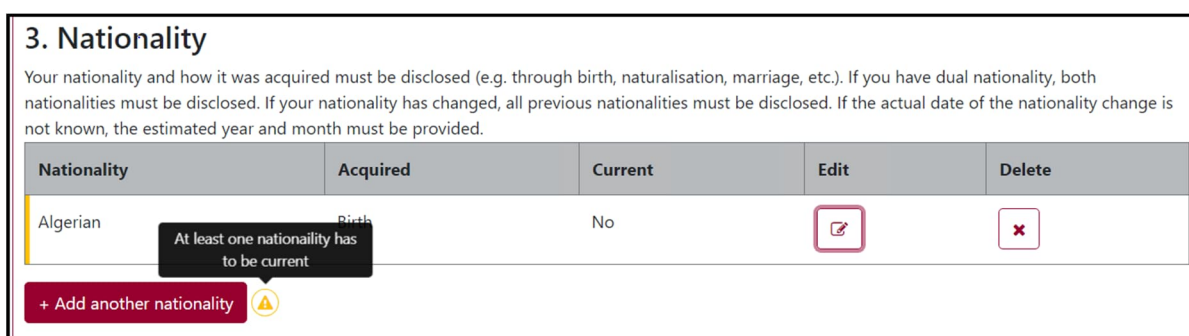 3. Nationality
Your nationality and how it was acquired must be disclosed (e.g. through birth, naturalisation, marriage, etc.). If you have dual nationality, both
nationalities must be disclosed. If your nationality has changed, all previous nationalities must be disclosed. If the actual date of the nationality change is
not known, the estimated year and month must be provided.
Nationality Acquired Current Edit Delete
Algerian Birth No
At least one nationaility has
to be current
+ Add another nationality